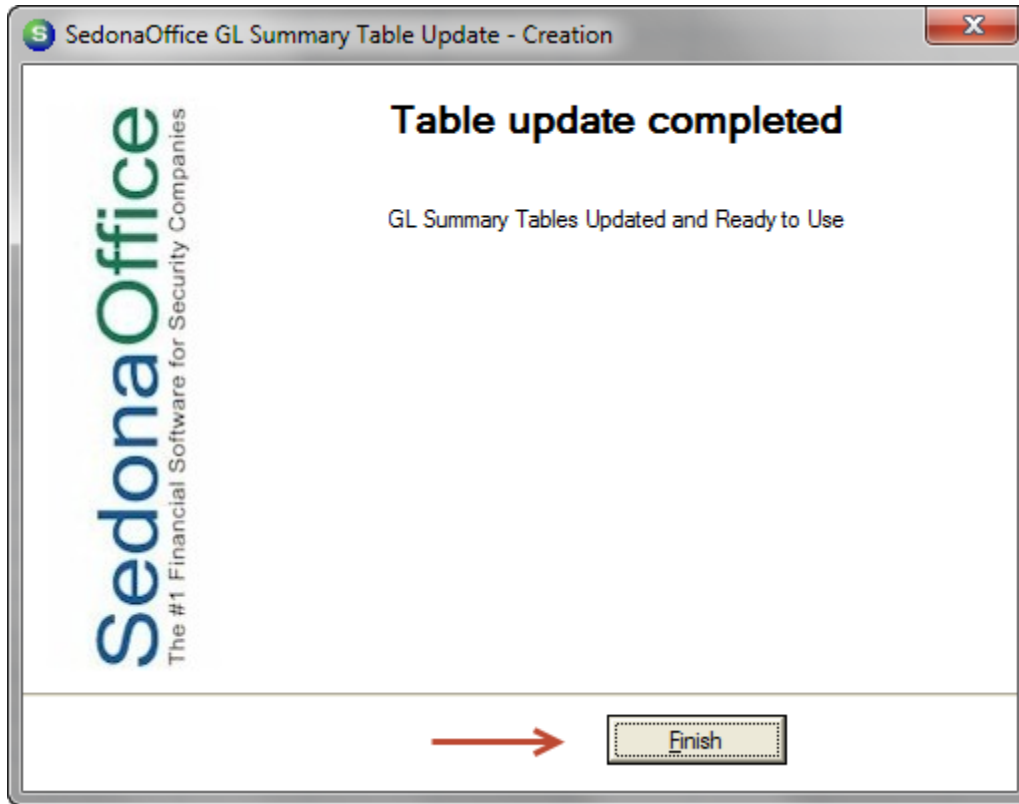 SedonaOffice GL Summary Table Update - Creation
SedonaOffice
The #1 Financial Software for Security Companies
Table update completed
GL Summary Tables Updated and Ready to Use
Finish